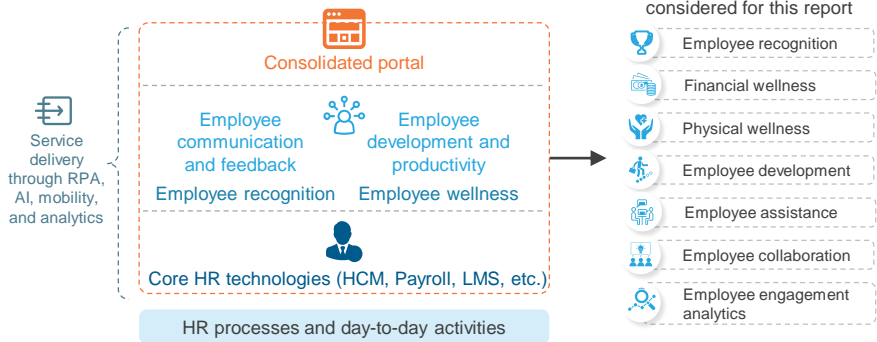 considered for this report
Consolidated portal
Service
delivery
through RPA,
AI, mobility,
and analytics
Employee
communication
and feedback
Employee
development and
productivity
Employee recognition
Employee wellness
Core HR technologies (HCM, Payroll, LMS, etc.)
HR processes and day-to-day activities
Employee recognition
Financial wellness
Physical wellness
Employee development
Employee assistance
Employee collaboration
Employee engagement
analytics